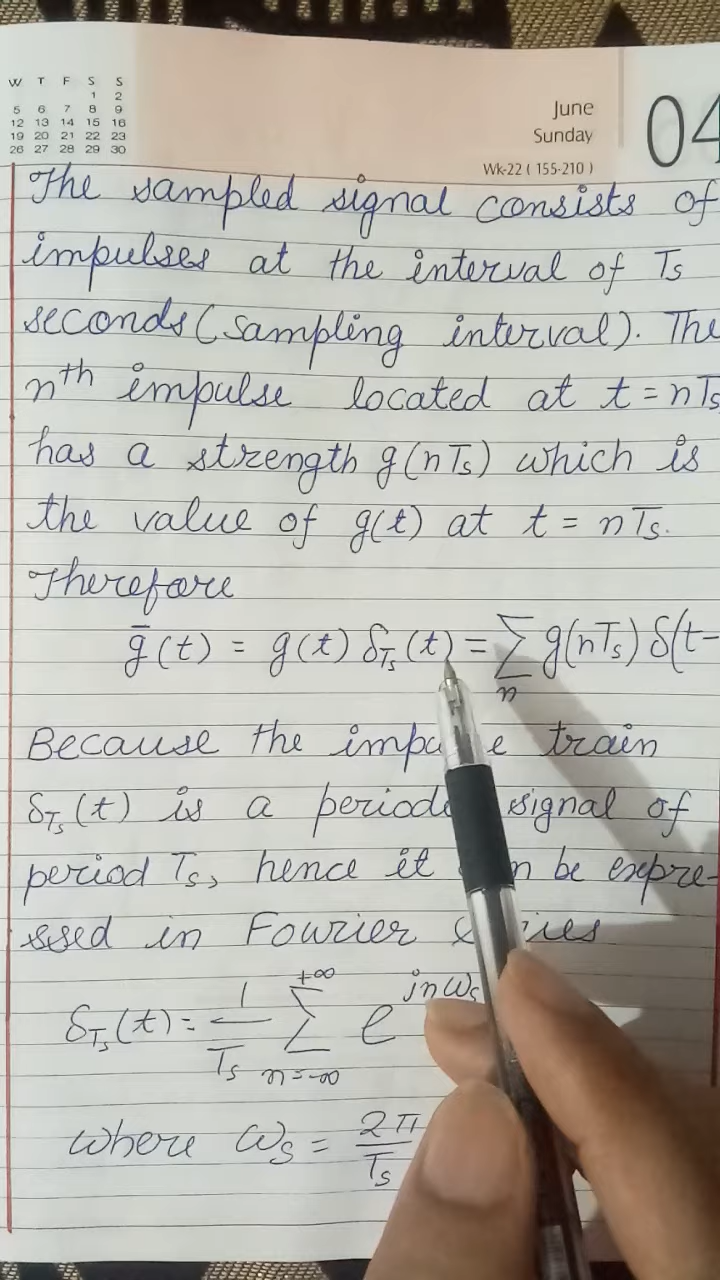 W T F S S
1 2
5 6 7 8 9
12 13 14 15 16
19 20 21 22 23
26 27 28 29 30
June
Sunday
Wk-22 ( 155-210 )
04
The sampled signal consists of
impulses at the interval of Ts
seconds (sampling interval). The
nth impulse located at t = nTs
has a strength g(nTs) which is
the value of g(t) at t = nTs.
Therefore
ḡ(t) = g(t) δTs(t) = Σ g(nTs) δ(t-
n
Because the train
δTs(t) is a signal of
period Ts, hence it be expre-
ssed in Fourier
+∞
δTs(t) = 1/Ts Σ e^jnωs
n=-∞
where ωs = 2π/Ts